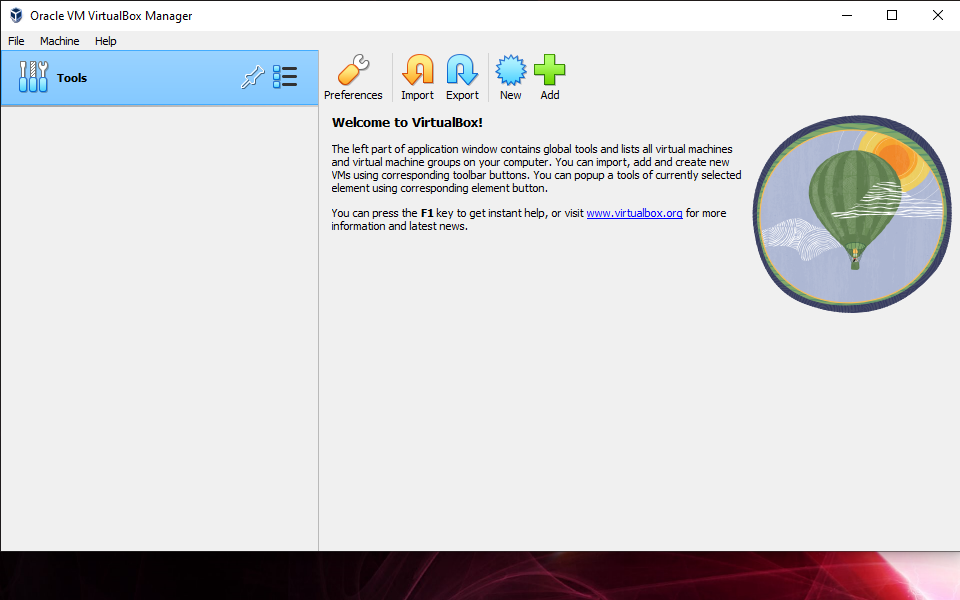 Oracle VM VirtualBox Manager
File Machine Help
Tools
Preferences Import Export New Add
Welcome to VirtualBox!
The left part of application window contains global tools and lists all virtual machines
and virtual machine groups on your computer. You can import, add and create new
VMs using corresponding toolbar buttons. You can popup a tools of currently selected
element using corresponding element button.
You can press the F1 key to get instant help, or visit www.virtualbox.org for more
information and latest news.